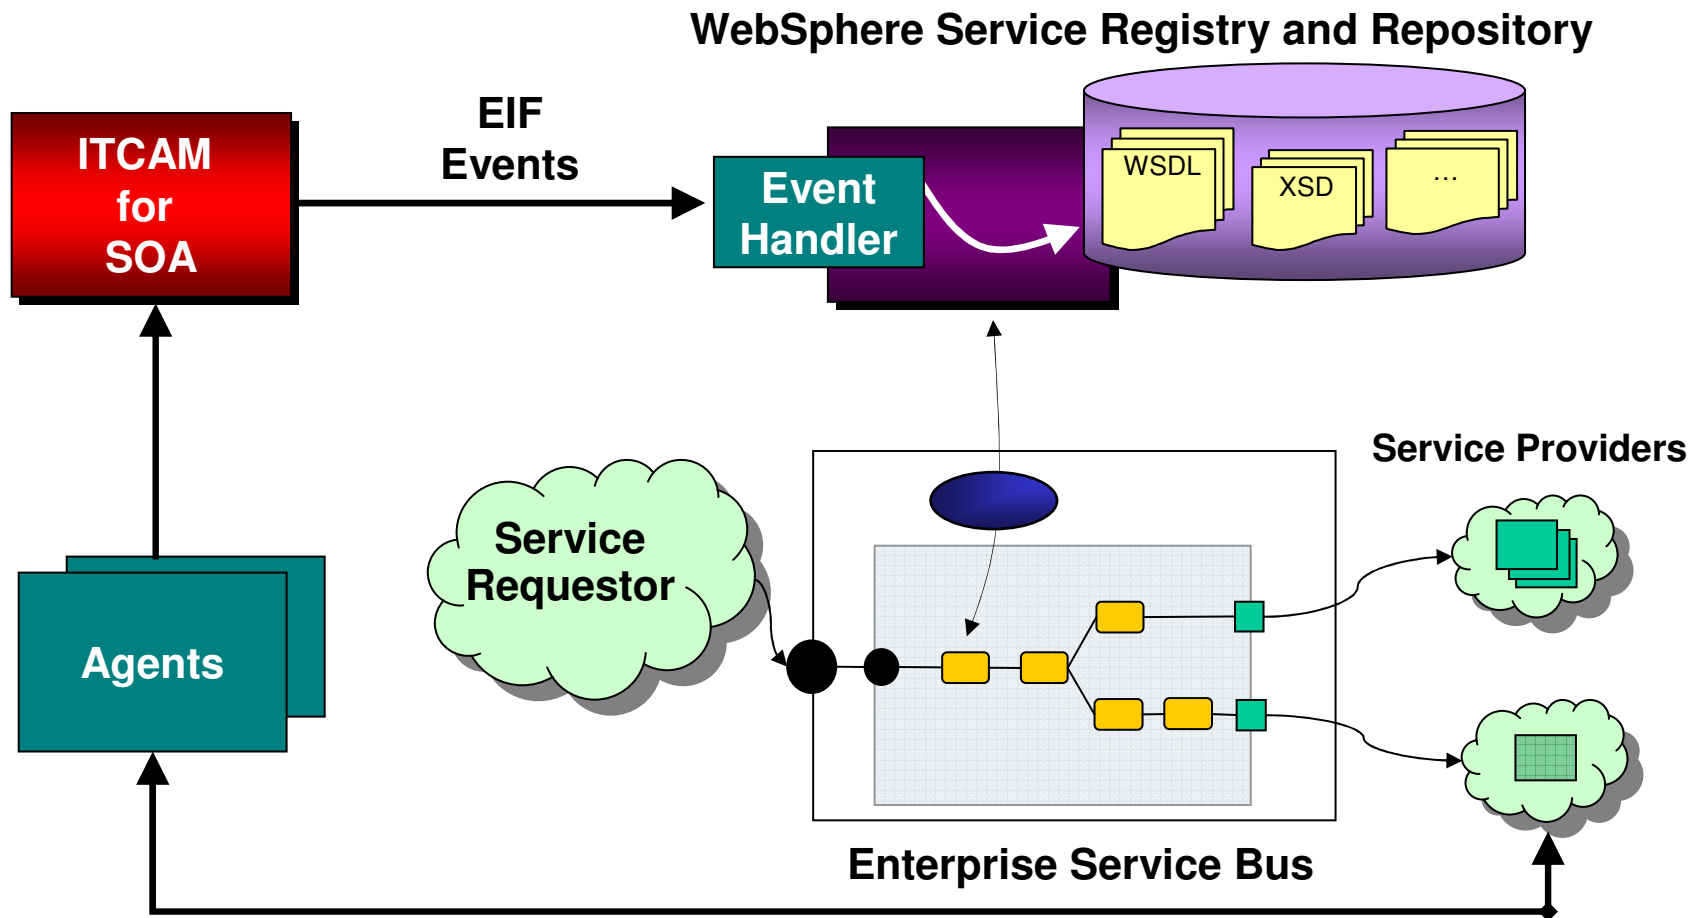 WebSphere Service Registry and Repository
ITCAM
for
SOA
EIF
Events
Event
Handler
WSDL
XSD
...
Service Providers
Service
Requestor
Agents
Enterprise Service Bus